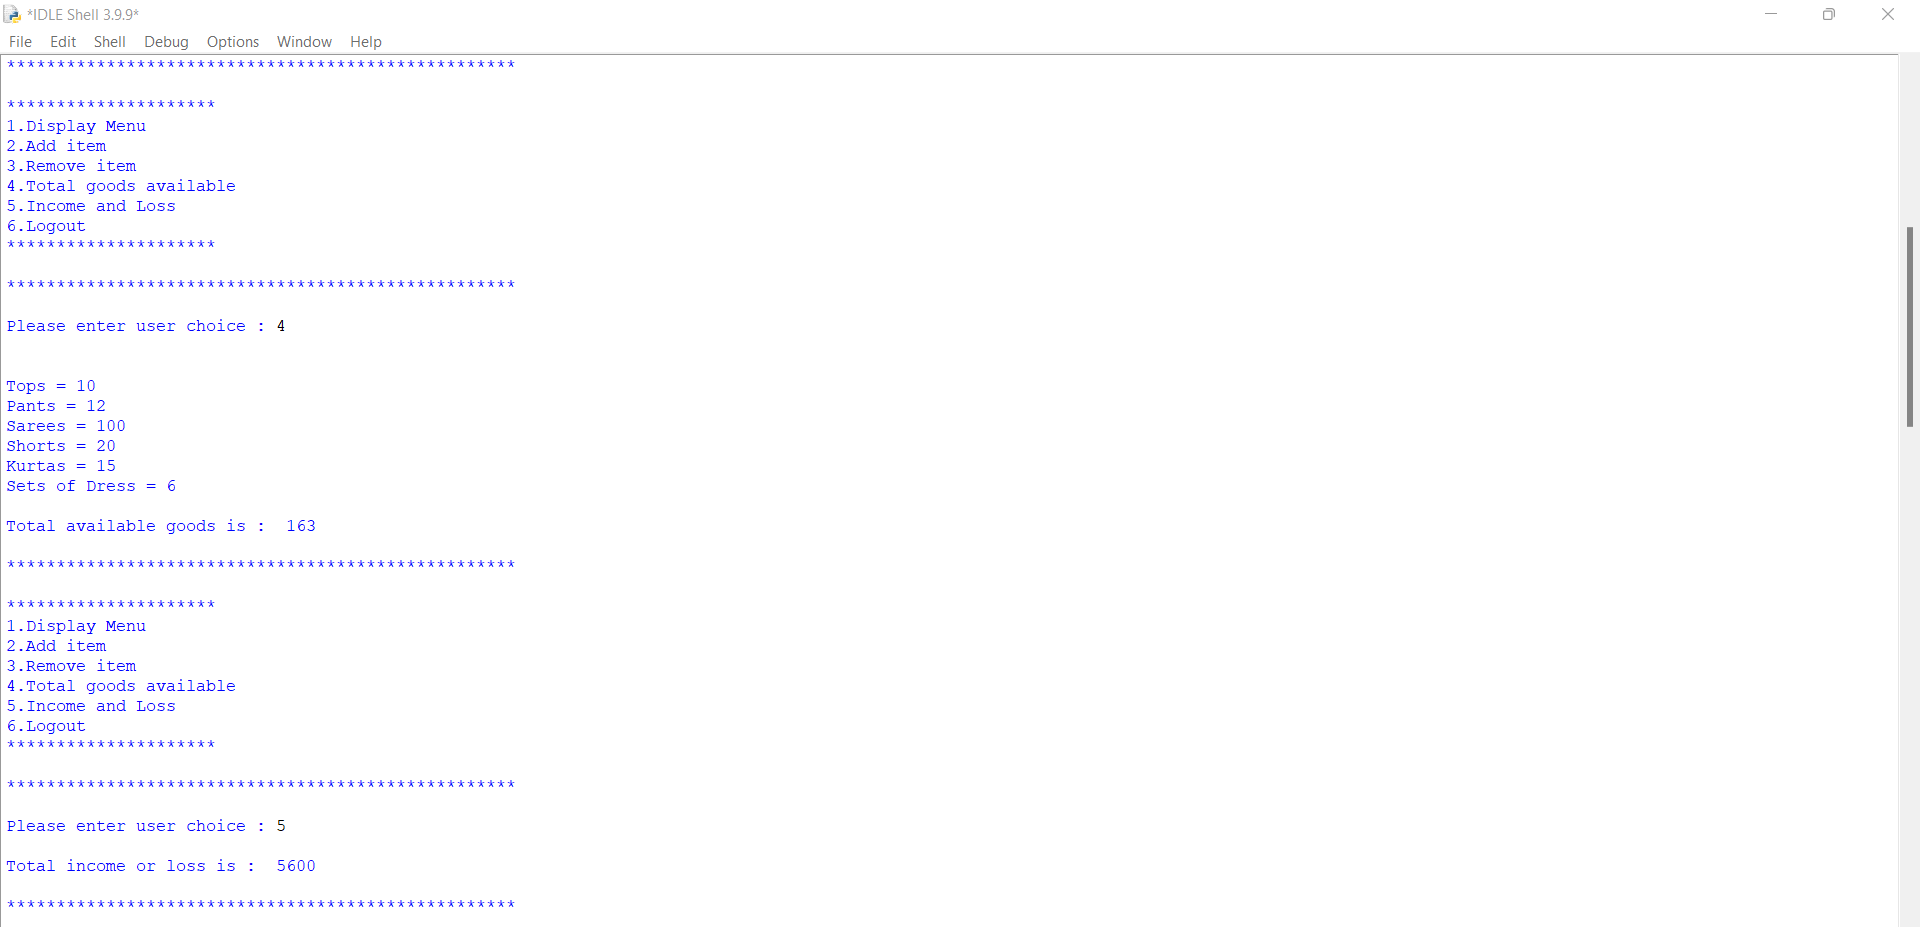 *IDLE Shell 3.9.9*
File Edit Shell Debug Options Window Help
***************************************************
*********************
1.Display Menu
2.Add item
3.Remove item
4.Total goods available
5.Income and Loss
6.Logout
*********************
***************************************************
Please enter user choice : 4
Tops = 10
Pants = 12
Sarees = 100
Shorts = 20
Kurtas = 15
Sets of Dress = 6
Total available goods is :  163
***************************************************
*********************
1.Display Menu
2.Add item
3.Remove item
4.Total goods available
5.Income and Loss
6.Logout
*********************
***************************************************
Please enter user choice : 5
Total income or loss is :  5600
***************************************************